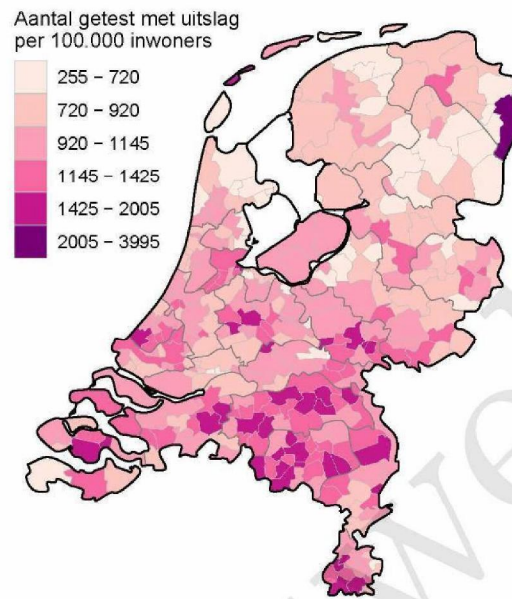 Aantal getest met uitslag
per 100.000 inwoners
255 – 720
720 – 920
920 – 1145
1145 – 1425
1425 – 2005
2005 – 3995